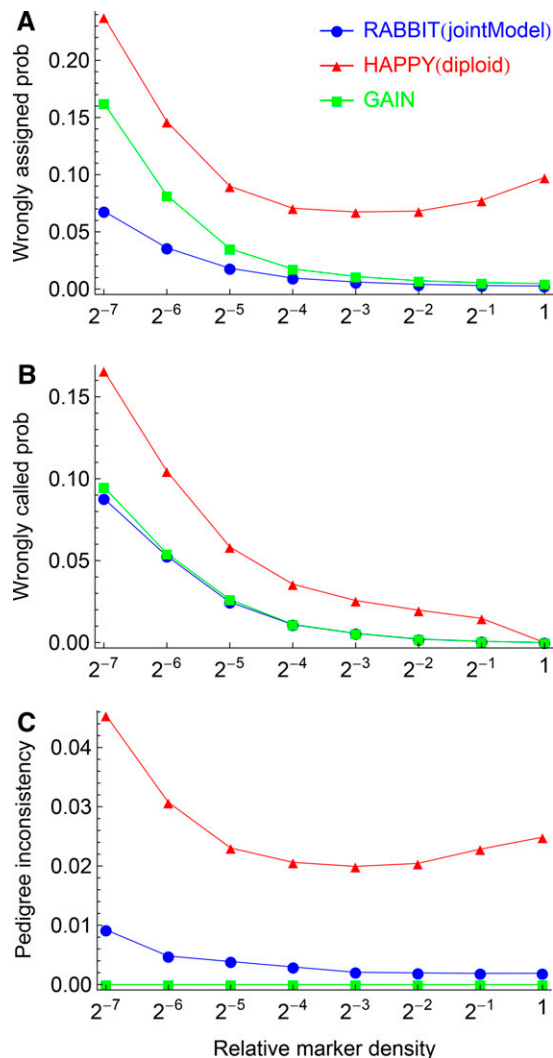 A
RABBIT(jointModel)
HAPPY(diploid)
GAIN
Wrongly assigned prob
0.20
0.15
0.10
0.05
0.00
2⁻⁷ 2⁻⁶ 2⁻⁵ 2⁻⁴ 2⁻³ 2⁻² 2⁻¹ 1
B
Wrongly called prob
0.15
0.10
0.05
0.00
2⁻⁷ 2⁻⁶ 2⁻⁵ 2⁻⁴ 2⁻³ 2⁻² 2⁻¹ 1
C
Pedigree inconsistency
0.04
0.03
0.02
0.01
0.00
2⁻⁷ 2⁻⁶ 2⁻⁵ 2⁻⁴ 2⁻³ 2⁻² 2⁻¹ 1
Relative marker density